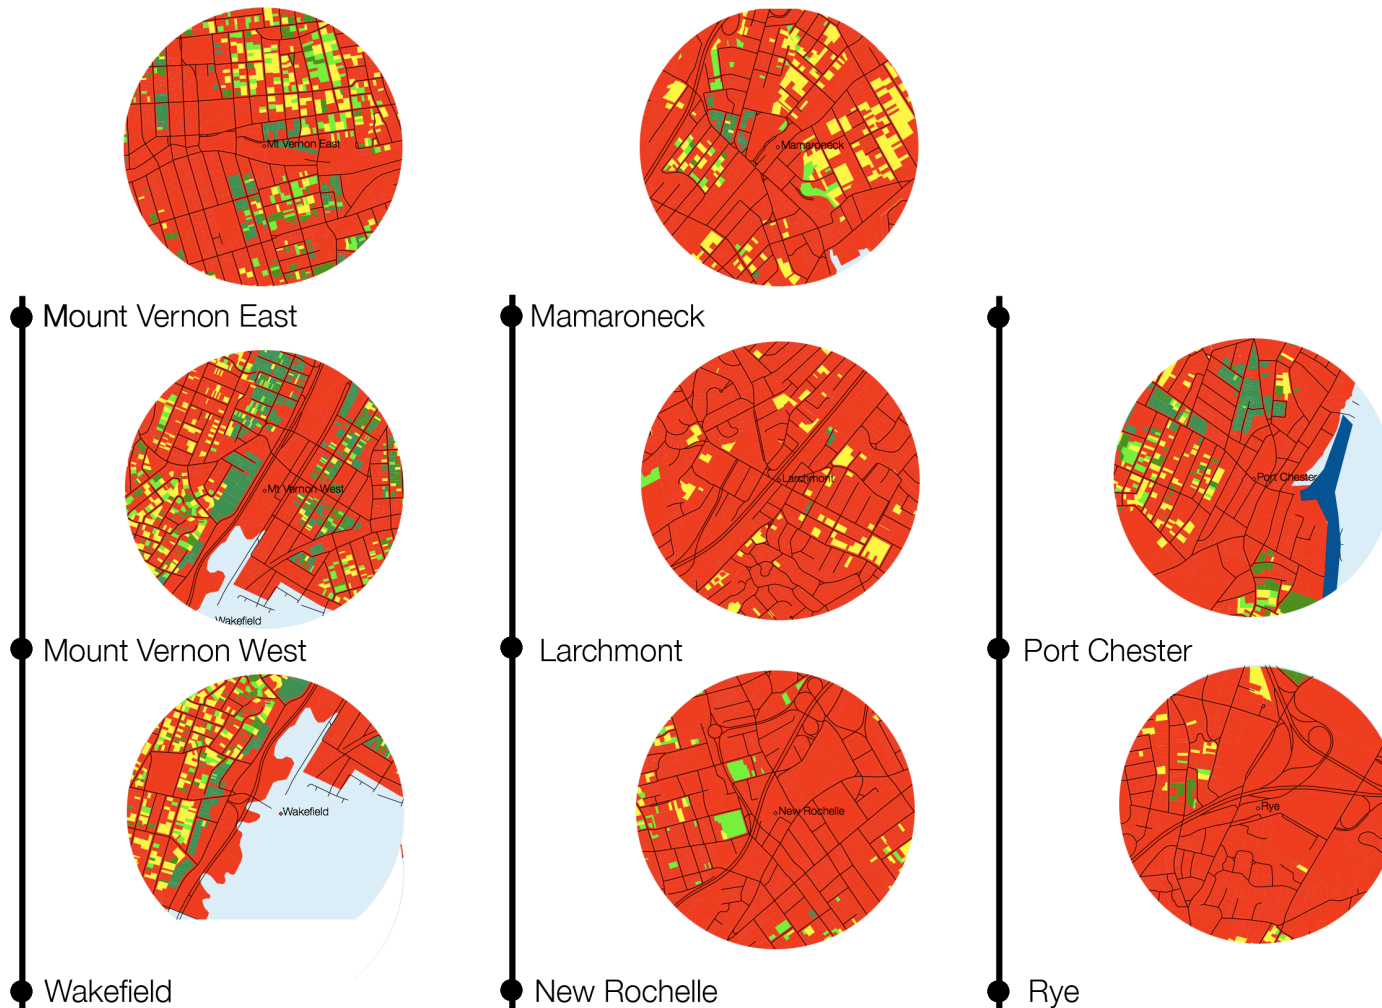 Mt Vernon East
Mamaroneck
Mount Vernon East
Mamaroneck
Mt Vernon West
Larchmont
Port Chester
Wakefield
Mount Vernon West
Larchmont
Port Chester
Wakefield
New Rochelle
Rye
Wakefield
New Rochelle
Rye